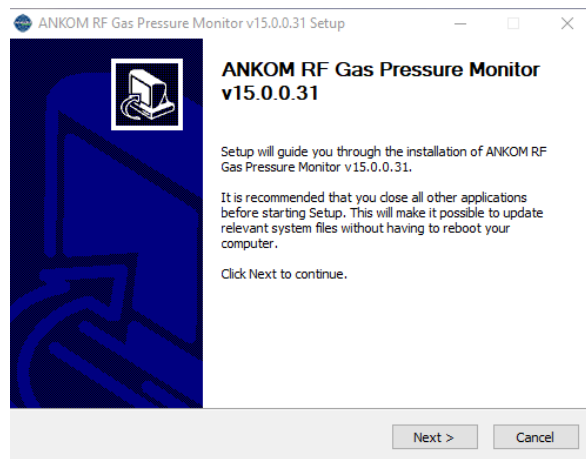 ANKOM RF Gas Pressure Monitor v15.0.0.31 Setup
ANKOM RF Gas Pressure Monitor
v15.0.0.31
Setup will guide you through the installation of ANKOM RF
Gas Pressure Monitor v15.0.0.31.
It is recommended that you close all other applications
before starting Setup. This will make it possible to update
relevant system files without having to reboot your
computer.
Click Next to continue.
Next >
Cancel